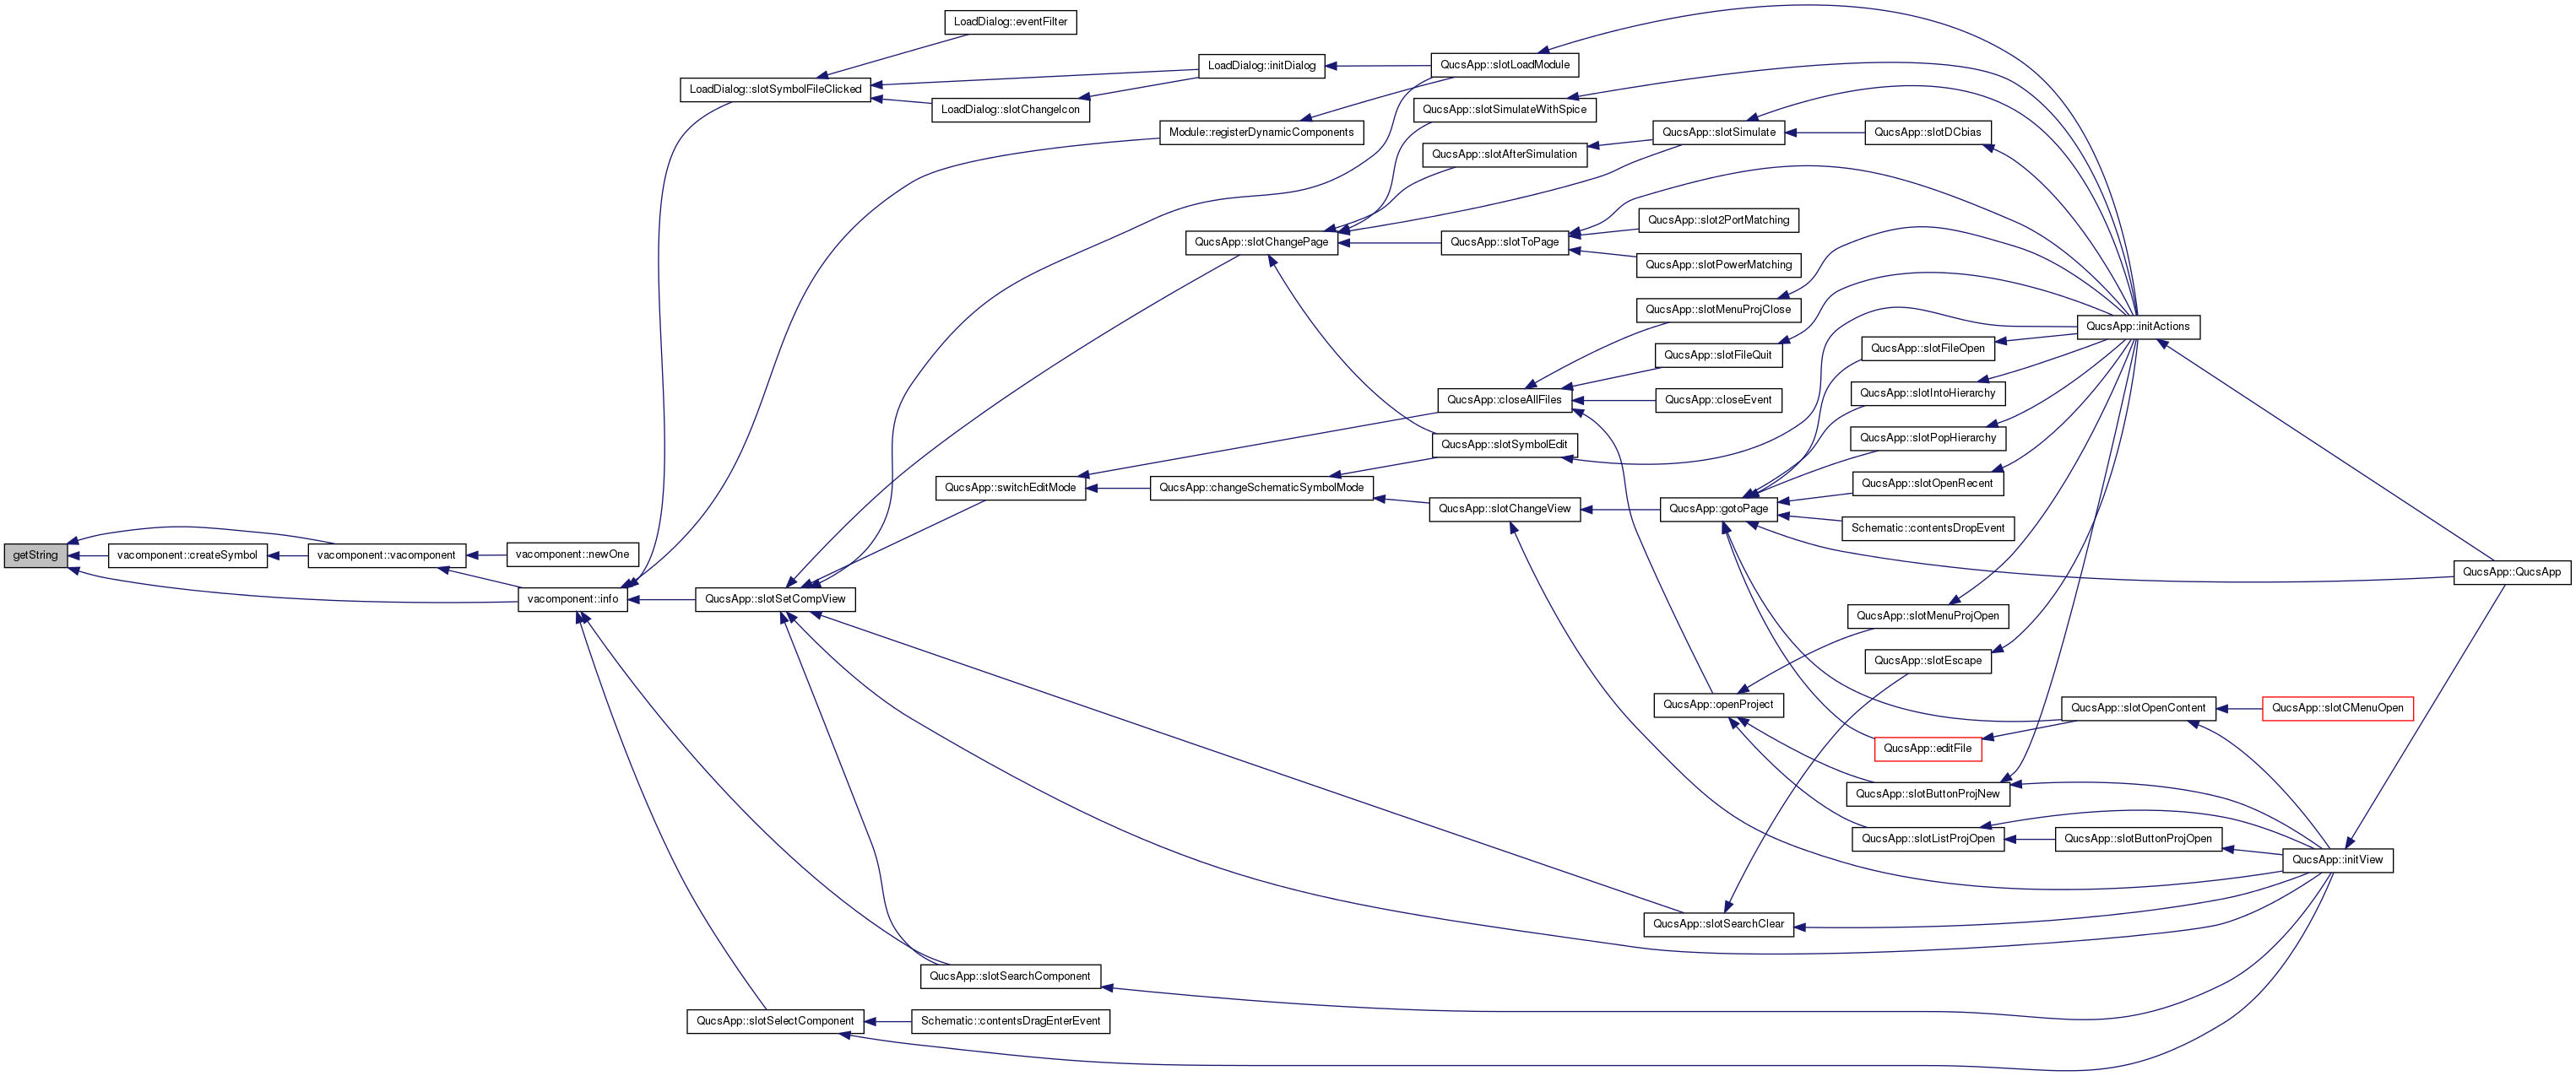 LoadDialog::eventFilter
LoadDialog::slotSymbolFileClicked
LoadDialog::initDialog
LoadDialog::slotChangeIcon
QucsApp::slotLoadModule
Module::registerDynamicComponents
QucsApp::slotSimulateWithSpice
QucsApp::slotSimulate
QucsApp::slotDCbias
QucsApp::slotAfterSimulation
QucsApp::slot2PortMatching
QucsApp::slotChangePage
QucsApp::slotToPage
QucsApp::slotPowerMatching
QucsApp::slotMenuProjClose
QucsApp::initActions
QucsApp::slotFileQuit
QucsApp::slotFileOpen
QucsApp::slotIntoHierarchy
QucsApp::closeAllFiles
QucsApp::closeEvent
QucsApp::slotPopHierarchy
QucsApp::slotSymbolEdit
QucsApp::slotOpenRecent
QucsApp::switchEditMode
QucsApp::changeSchematicSymbolMode
QucsApp::slotChangeView
QucsApp::gotoPage
Schematic::contentsDropEvent
getString
vacomponent::createSymbol
vacomponent::vacomponent
vacomponent::newOne
QucsApp::QucsApp
vacomponent::info
QucsApp::slotSetCompView
QucsApp::slotMenuProjOpen
QucsApp::slotEscape
QucsApp::openProject
QucsApp::slotOpenContent
QucsApp::slotCMenuOpen
QucsApp::editFile
QucsApp::slotButtonProjNew
QucsApp::slotListProjOpen
QucsApp::slotButtonProjOpen
QucsApp::initView
QucsApp::slotSearchClear
QucsApp::slotSearchComponent
QucsApp::slotSelectComponent
Schematic::contentsDragEnterEvent